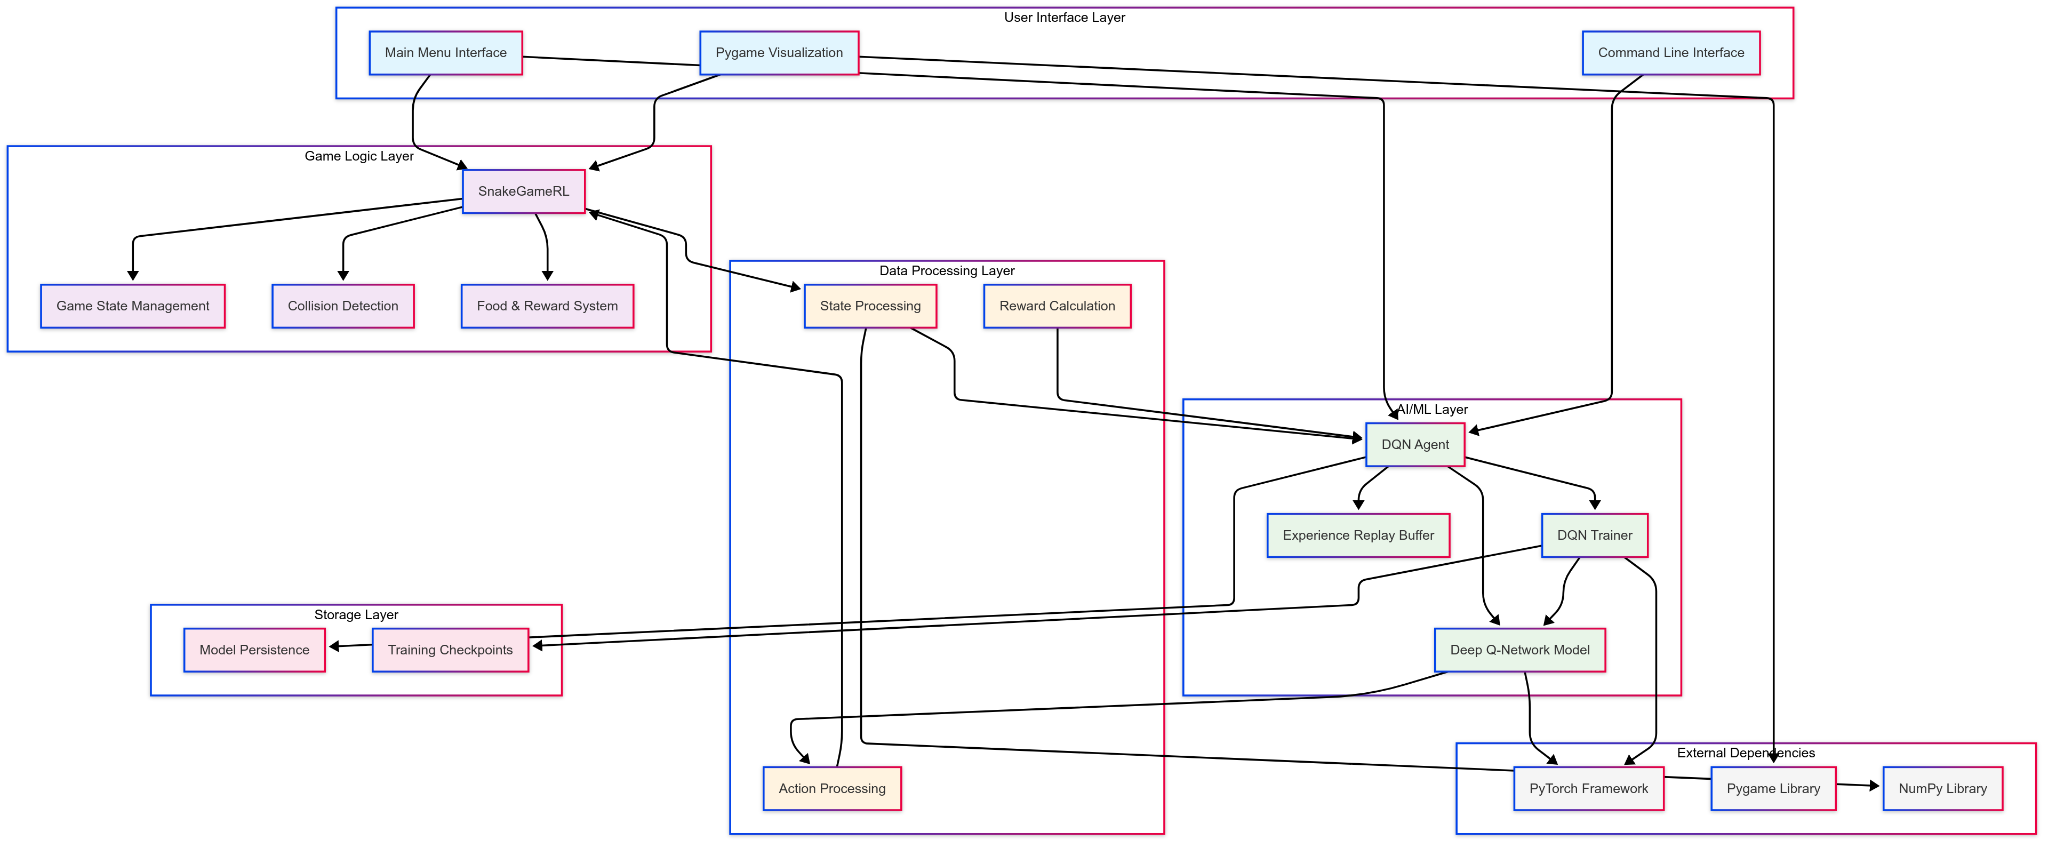 User Interface Layer
Main Menu Interface
Pygame Visualization
Command Line Interface
Game Logic Layer
SnakeGameRL
Game State Management
Collision Detection
Food & Reward System
Data Processing Layer
State Processing
Reward Calculation
AI/ML Layer
DQN Agent
Experience Replay Buffer
DQN Trainer
Storage Layer
Model Persistence
Training Checkpoints
Deep Q-Network Model
Action Processing
External Dependencies
PyTorch Framework
Pygame Library
NumPy Library